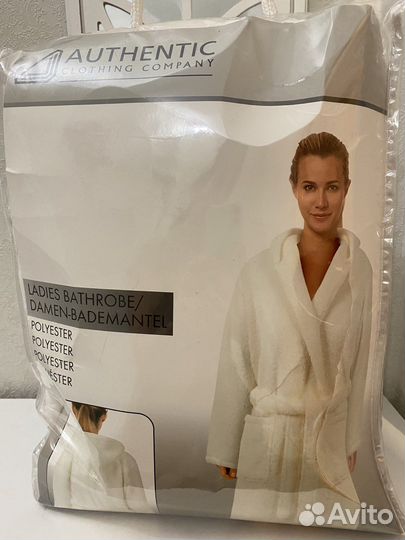 AUTHENTIC
CLOTHING COMPANY
LADIES BATHROBE/
DAMEN-BADEMANTEL
POLYESTER
POLYESTER
POLYESTER
Avito